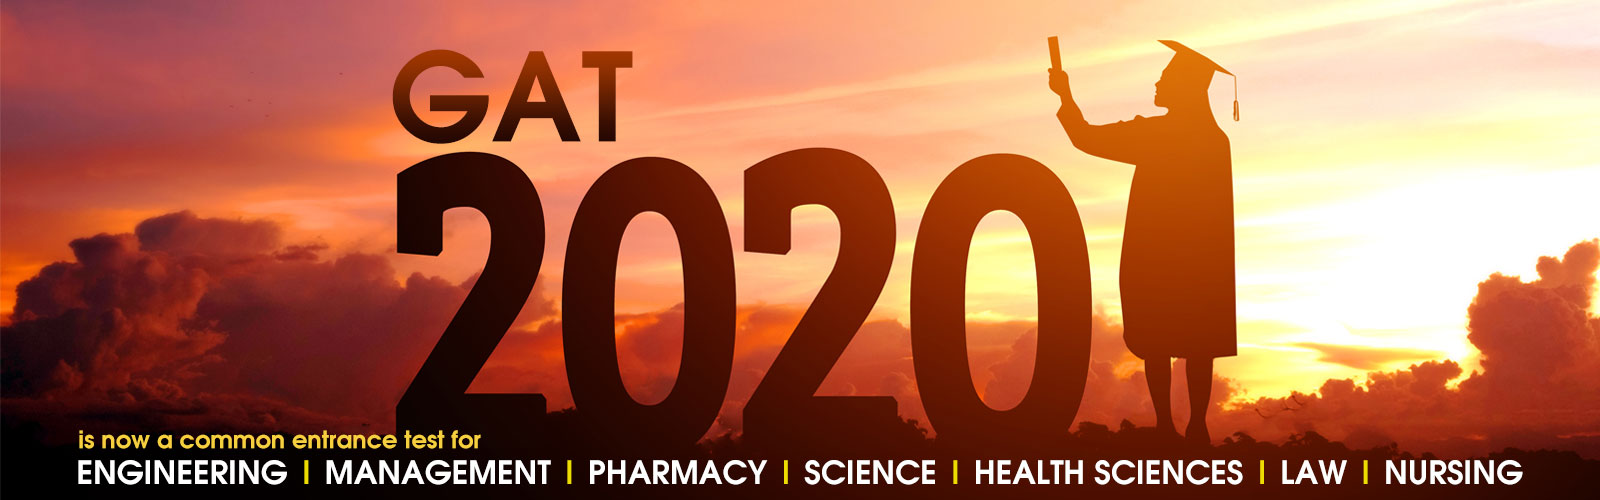 GAT
2020
is now a common entrance test for
ENGINEERING | MANAGEMENT | PHARMACY | SCIENCE | HEALTH SCIENCES | LAW | NURSING